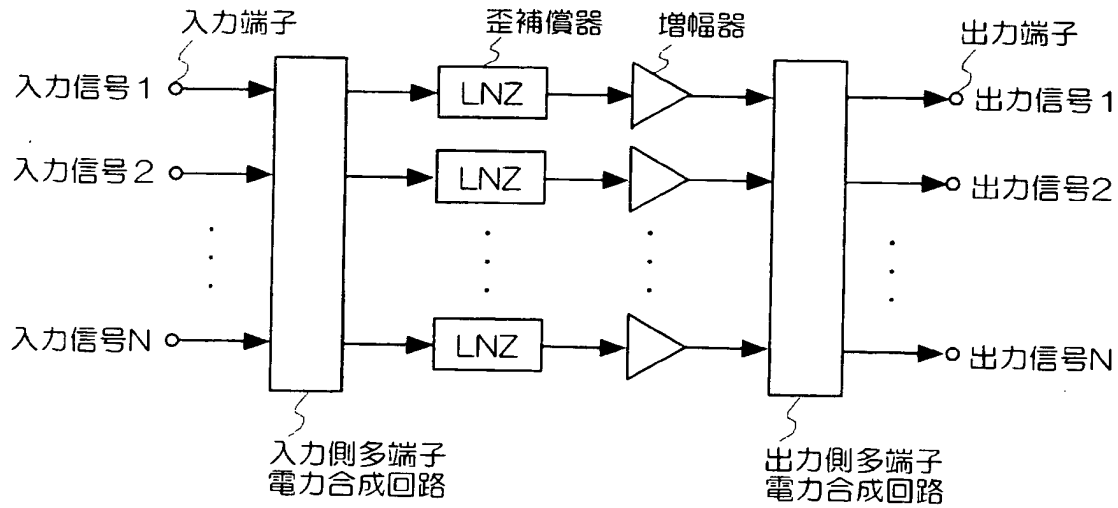 入力端子
歪補償器
増幅器
出力端子
入力信号1
LNZ
出力信号1
入力信号2
LNZ
出力信号2
入力信号N
LNZ
出力信号N
入力側多端子
電力合成回路
出力側多端子
電力合成回路